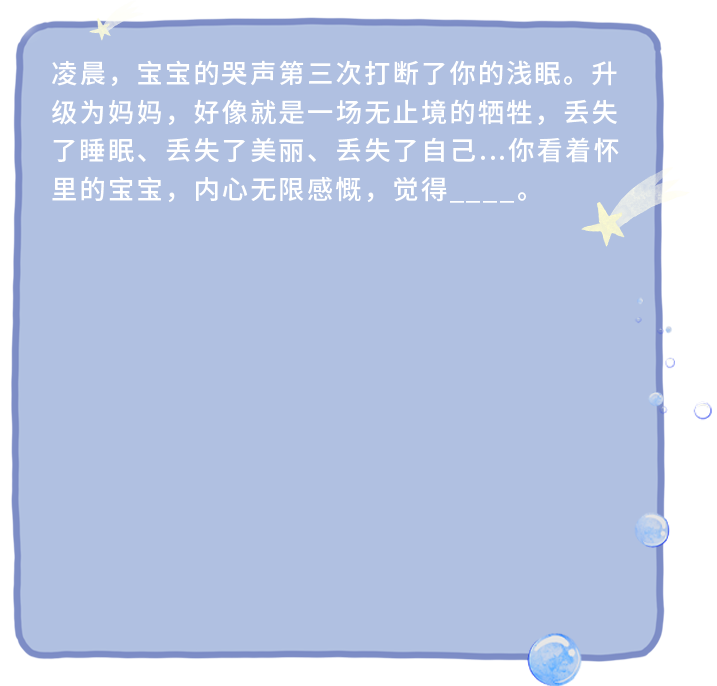 凌晨，宝宝的哭声第三次打断了你的浅眠。升
级为妈妈，好像就是一场无止境的牺牲，丢失
了睡眠、丢失了美丽、丢失了自己...你看着怀
里的宝宝，内心无限感慨，觉得____。